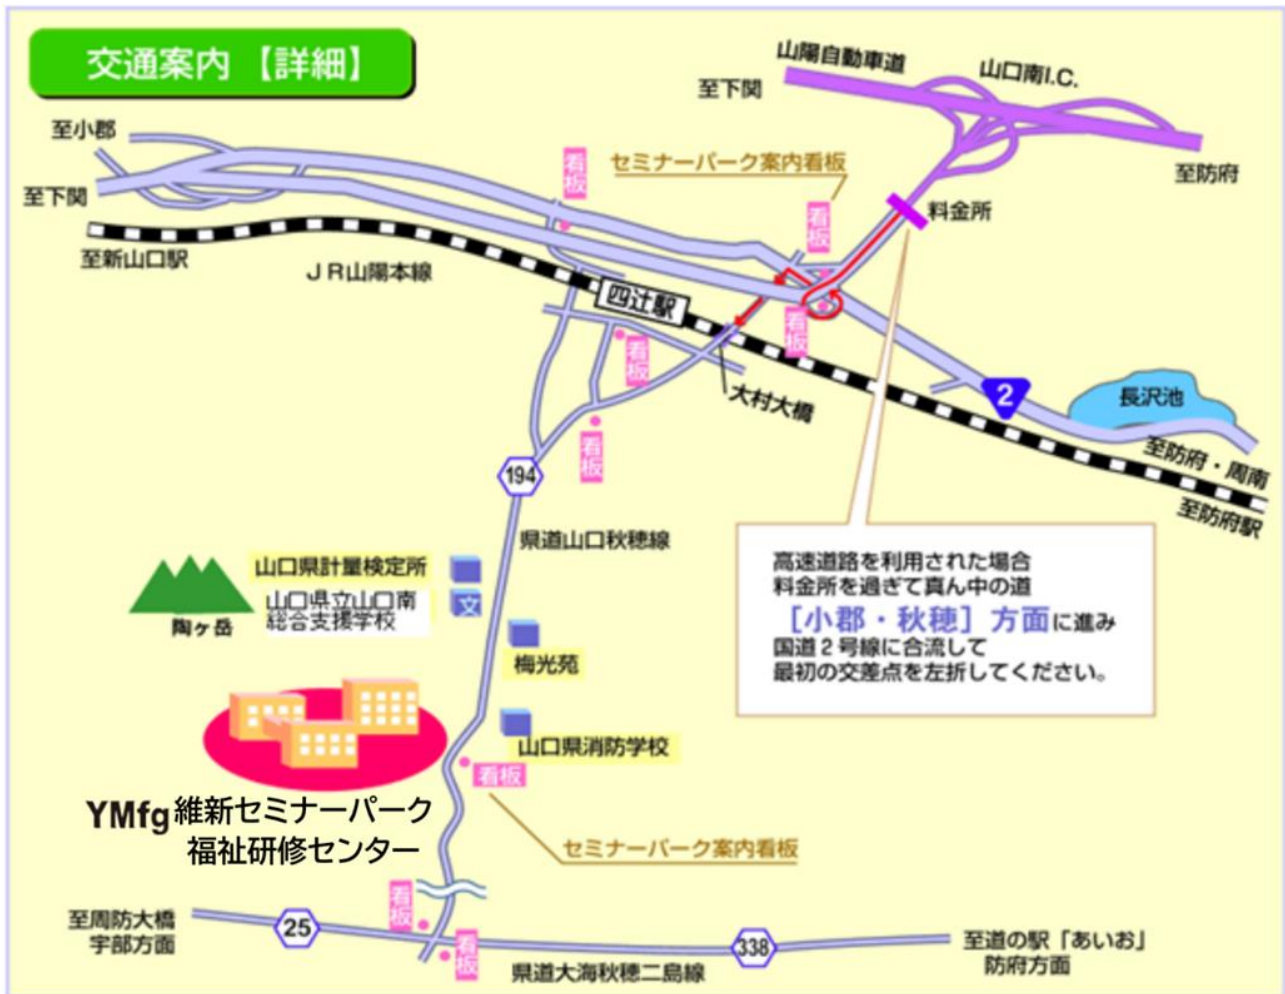 交通案内【詳細】
山陽自動車道
山口南I.C.
至下関
至小郡
至防府
至下関
看板
セミナーパーク案内看板
看板
料金所
至新山口駅
JR山陽本線
四辻駅
看板
看板
大村大橋
2
長沢池
看板
至防府・周南
至防府駅
194
県道山口秋穂線
高速道路を利用された場合
料金所を過ぎて真ん中の道
[小郡・秋穂]方面に進み
国道2号線に合流して
最初の交差点を左折してください。
山口県計量検定所
山口県立山口南
総合支援学校
文
陶ヶ岳
梅光苑
山口県消防学校
看板
YMfg 維新セミナーパーク
福祉研修センター
セミナーパーク案内看板
看板
至周防大橋
宇部方面
25
看板
338
県道大海秋穂二島線
至道の駅「あいお」
防府方面